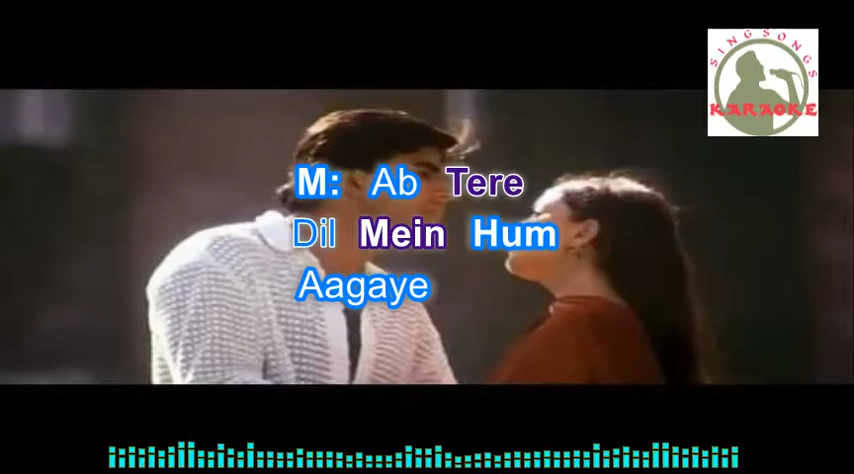 SINGSONGS
KARAOKE
M: Ab Tere
Dil Mein Hum
Aagaye